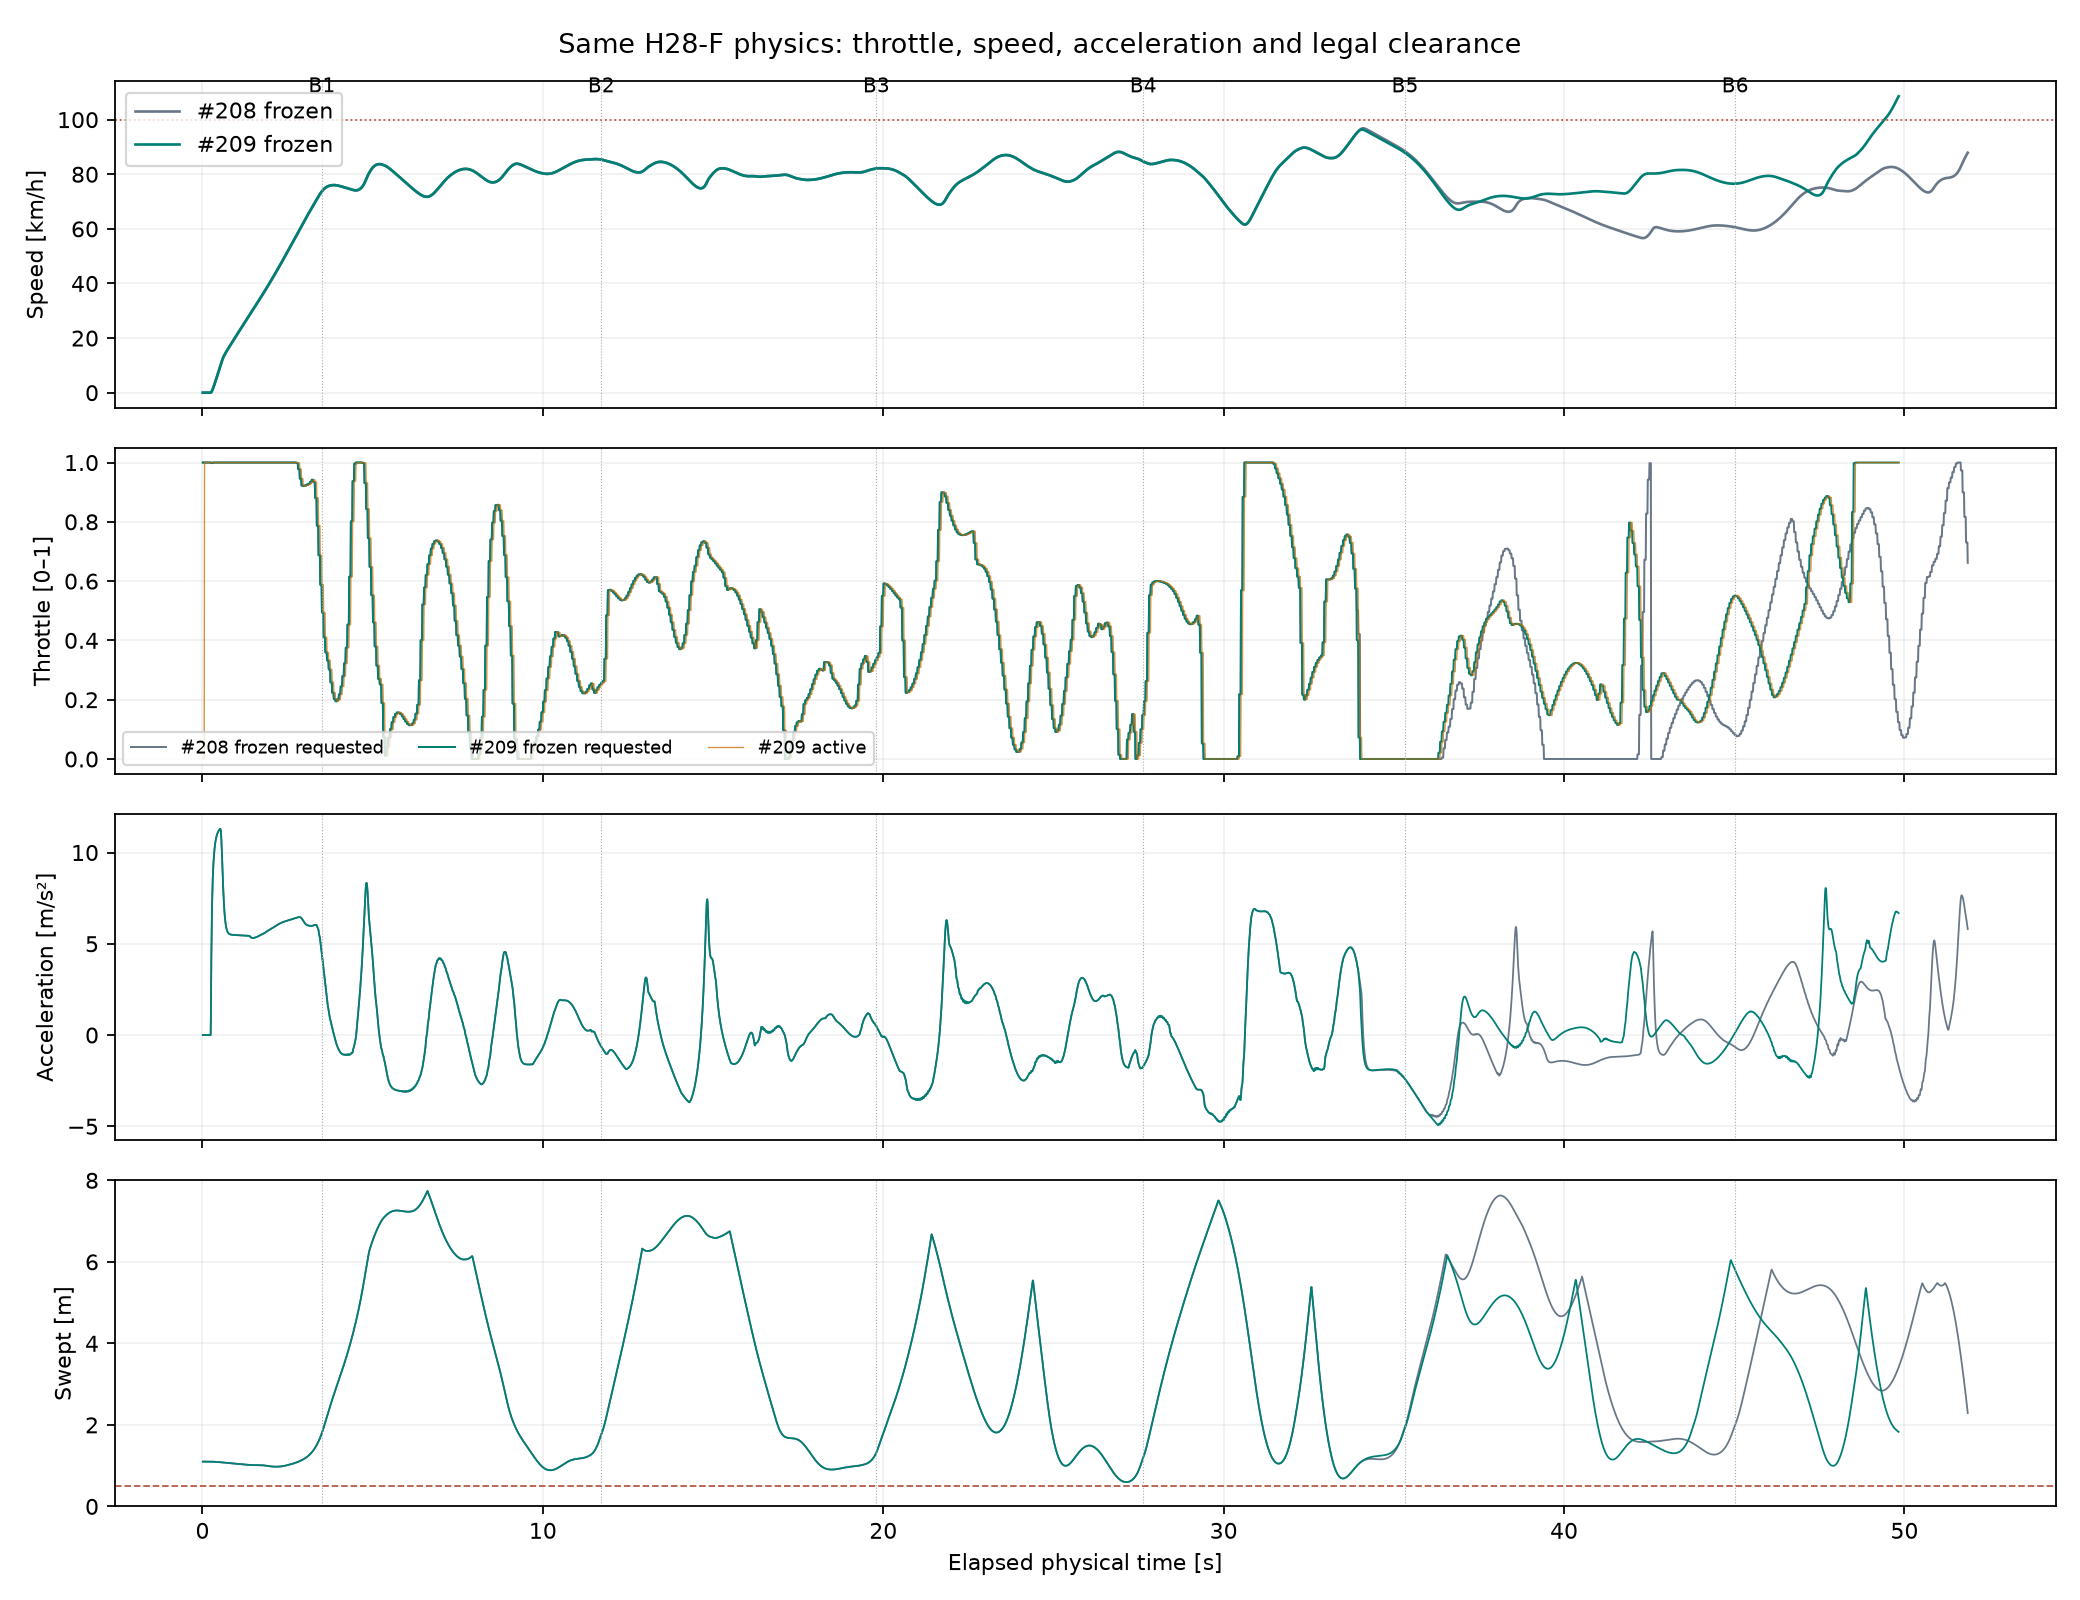 Same H28-F physics: throttle, speed, acceleration and legal clearance
B1 B2 B3 B4 B5 B6
#208 frozen
#209 frozen
Speed [km/h]
100
80
60
40
20
0
Throttle [0–1]
1.0
0.8
0.6
0.4
0.2
0.0
#208 frozen requested #209 frozen requested #209 active
Acceleration [m/s²]
10
5
0
−5
Swept [m]
8
6
4
2
0
0 10 20 30 40 50
Elapsed physical time [s]